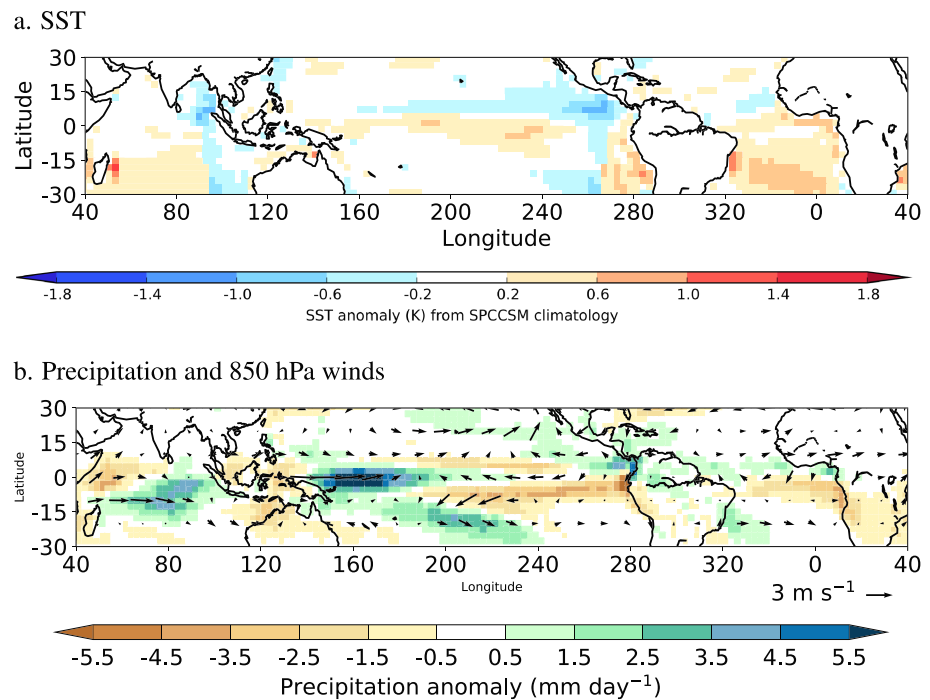 a. SST
30
15
0
-15
-30
Latitude
40 80 120 160 200 240 280 320 0 40
Longitude
-1.8 -1.4 -1.0 -0.6 -0.2 0.2 0.6 1.0 1.4 1.8
SST anomaly (K) from SPCCSM climatology
b. Precipitation and 850 hPa winds
30
15
0
-15
-30
Latitude
40 80 120 160 200 240 280 320 0 40
Longitude
3 m s⁻¹
-5.5 -4.5 -3.5 -2.5 -1.5 -0.5 0.5 1.5 2.5 3.5 4.5 5.5
Precipitation anomaly (mm day⁻¹)